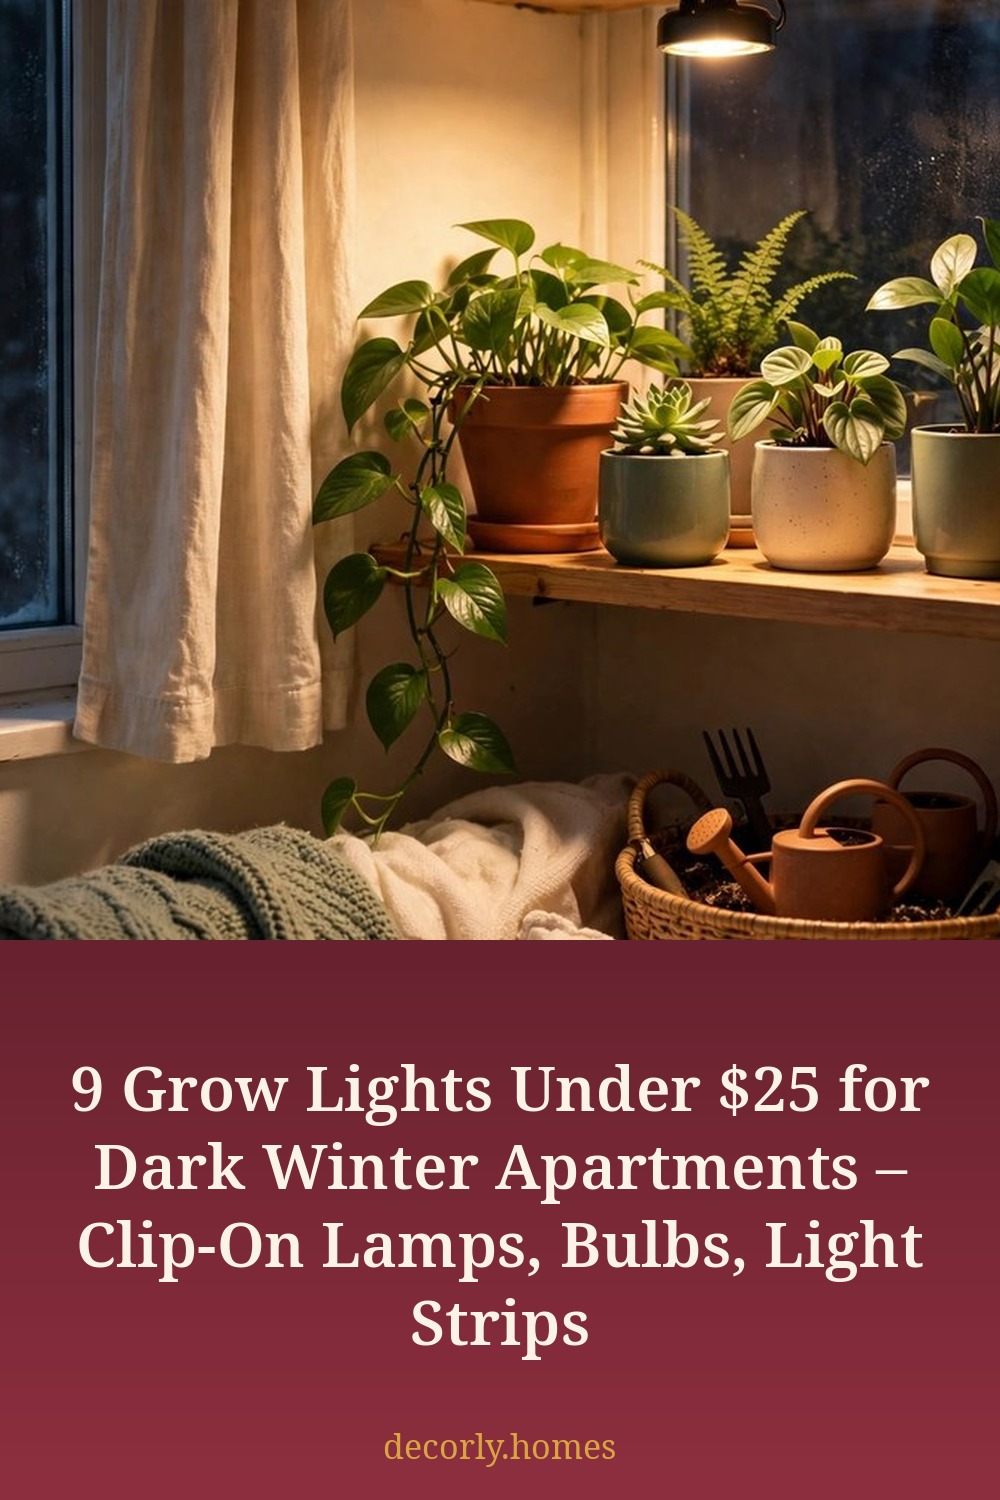 9 Grow Lights Under $25 for
Dark Winter Apartments –
Clip-On Lamps, Bulbs, Light
Strips
decorly.homes